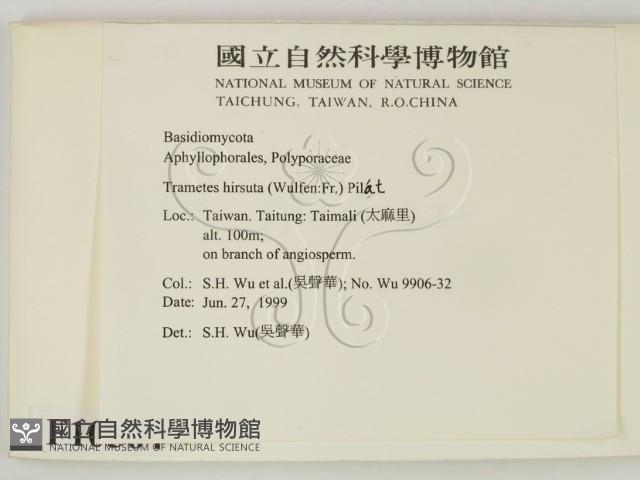 國立自然科學博物館
NATIONAL MUSEUM OF NATURAL SCIENCE
TAICHUNG, TAIWAN, R.O.CHINA
Basidiomycota
Aphyllophorales, Polyporaceae
Trametes hirsuta (Wulfen:Fr.) Pilát
Loc.: Taiwan. Taitung: Taimali (太麻里)
alt. 100m;
on branch of angiosperm.
Col.: S.H. Wu et al.(吳聲華); No. Wu 9906-32
Date: Jun. 27, 1999
Det.: S.H. Wu(吳聲華)
國立自然科學博物館
NATIONAL MUSEUM OF NATURAL SCIENCE